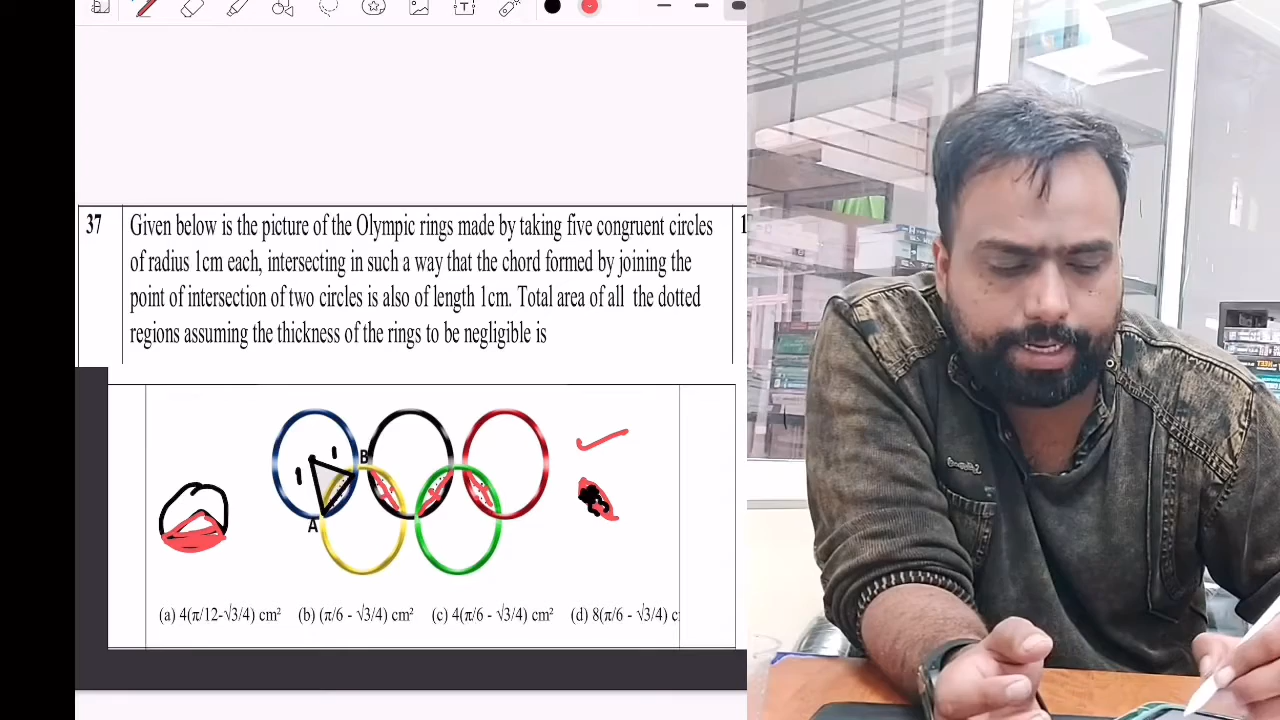 37
Given below is the picture of the Olympic rings made by taking five congruent circles
of radius 1cm each, intersecting in such a way that the chord formed by joining the
point of intersection of two circles is also of length 1cm. Total area of all the dotted
regions assuming the thickness of the rings to be negligible is
1
B
1
1
A
(a) 4(π/12-√3/4) cm² (b) (π/6 - √3/4) cm² (c) 4(π/6 - √3/4) cm² (d) 8(π/6 - √3/4) c